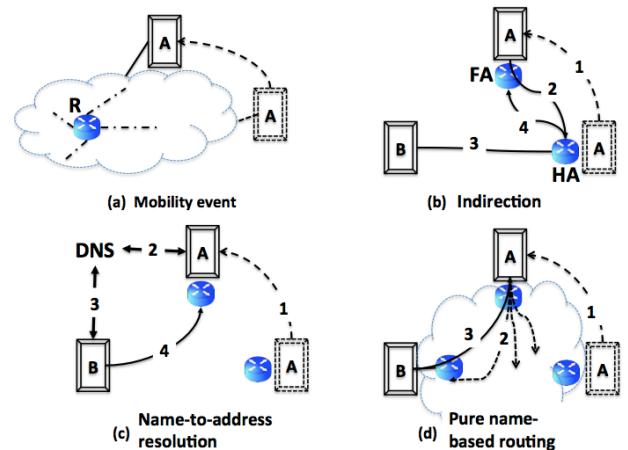 A
R
A
(a) Mobility event
A
1
FA
2
4
B
3
A
HA
(b) Indirection
DNS
2
A
3
1
B
4
A
(c) Name-to-address
resolution
A
1
3
2
B
A
(d) Pure name-
based routing